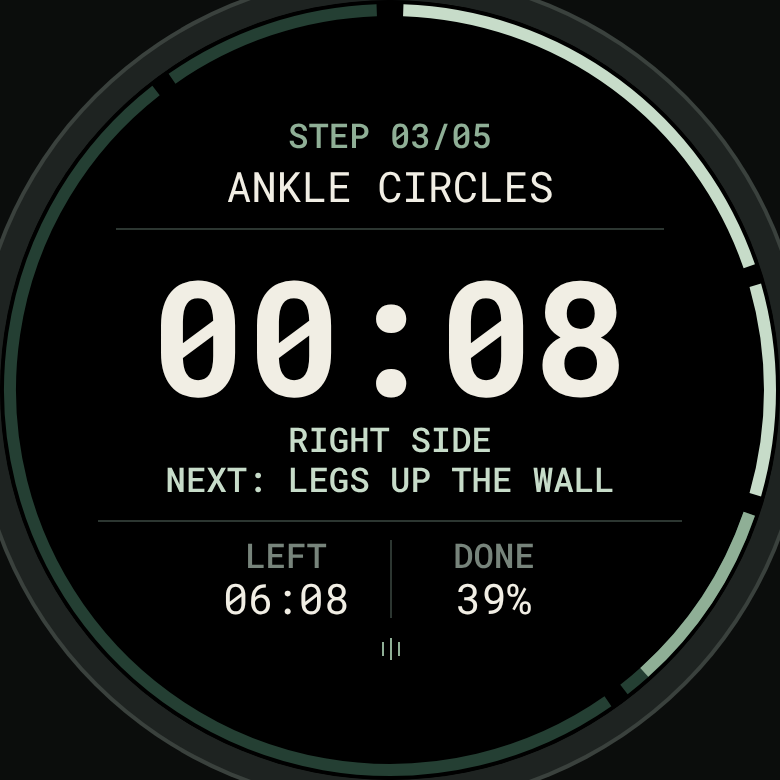 STEP 03/05
ANKLE CIRCLES
00:08
RIGHT SIDE
NEXT: LEGS UP THE WALL
LEFT DONE
06:08 39%